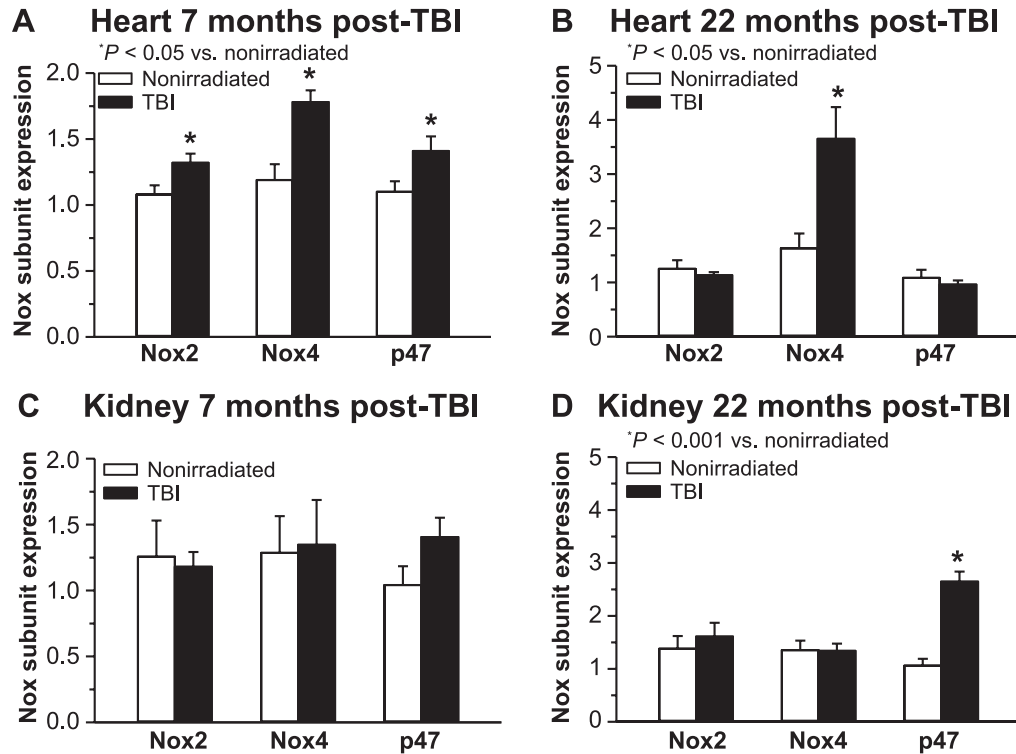 A Heart 7 months post-TBI
*P < 0.05 vs. nonirradiated
Nonirradiated
TBI
Nox subunit expression
2.0
1.5
1.0
0.5
0.0
*
*
*
Nox2 Nox4 p47
B Heart 22 months post-TBI
*P < 0.05 vs. nonirradiated
Nonirradiated
TBI
Nox subunit expression
5
4
3
2
1
0
*
Nox2 Nox4 p47
C Kidney 7 months post-TBI
Nonirradiated
TBI
Nox subunit expression
2.0
1.5
1.0
0.5
0.0
Nox2 Nox4 p47
D Kidney 22 months post-TBI
*P < 0.001 vs. nonirradiated
Nonirradiated
TBI
Nox subunit expression
5
4
3
2
1
0
*
Nox2 Nox4 p47